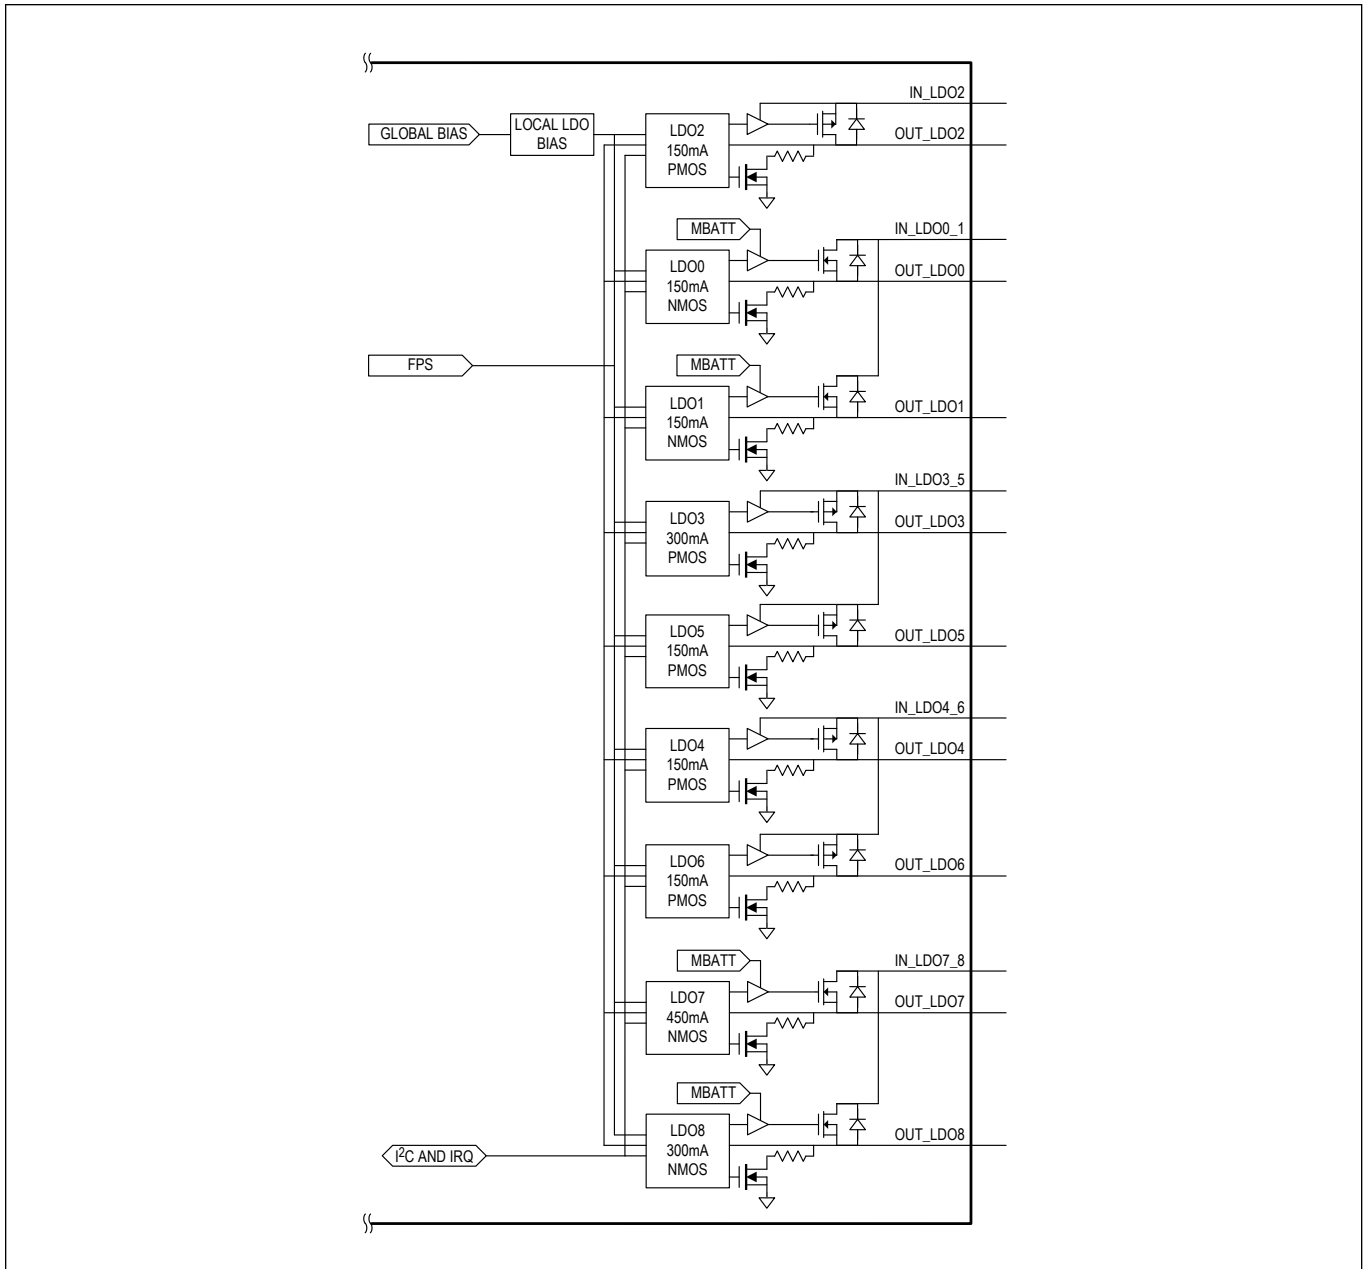 IN_LDO2
GLOBAL BIAS
LOCAL LDO
BIAS
LDO2
150mA
PMOS
OUT_LDO2
MBATT
IN_LDO0_1
LDO0
150mA
NMOS
OUT_LDO0
FPS
MBATT
LDO1
150mA
NMOS
OUT_LDO1
IN_LDO3_5
LDO3
300mA
PMOS
OUT_LDO3
LDO5
150mA
PMOS
OUT_LDO5
IN_LDO4_6
LDO4
150mA
PMOS
OUT_LDO4
LDO6
150mA
PMOS
OUT_LDO6
MBATT
IN_LDO7_8
LDO7
450mA
NMOS
OUT_LDO7
MBATT
LDO8
300mA
NMOS
OUT_LDO8
I²C AND IRQ